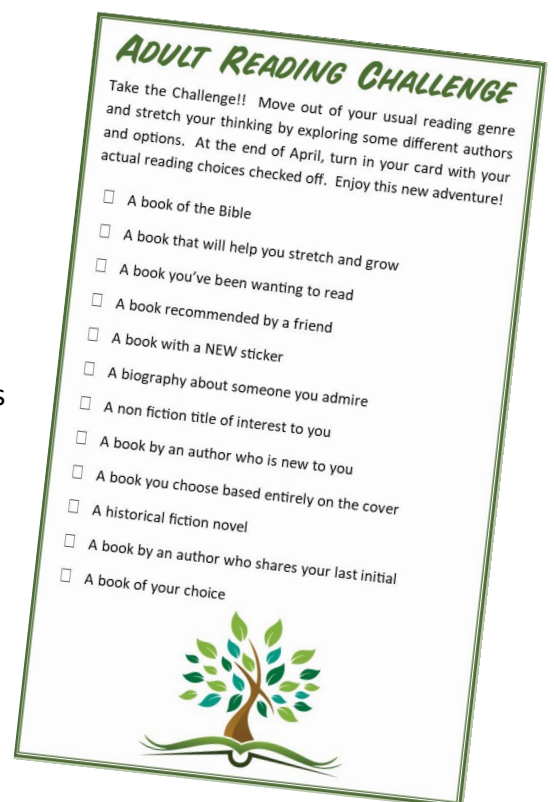 ADULT READING CHALLENGE
Take the Challenge!! Move out of your usual reading genre
and stretch your thinking by exploring some different authors
and options. At the end of April, turn in your card with your
actual reading choices checked off. Enjoy this new adventure!
☐ A book of the Bible
☐ A book that will help you stretch and grow
☐ A book you've been wanting to read
☐ A book recommended by a friend
☐ A book with a NEW sticker
☐ A biography about someone you admire
☐ A non fiction title of interest to you
☐ A book by an author who is new to you
☐ A book you choose based entirely on the cover
☐ A historical fiction novel
☐ A book by an author who shares your last initial
☐ A book of your choice
s